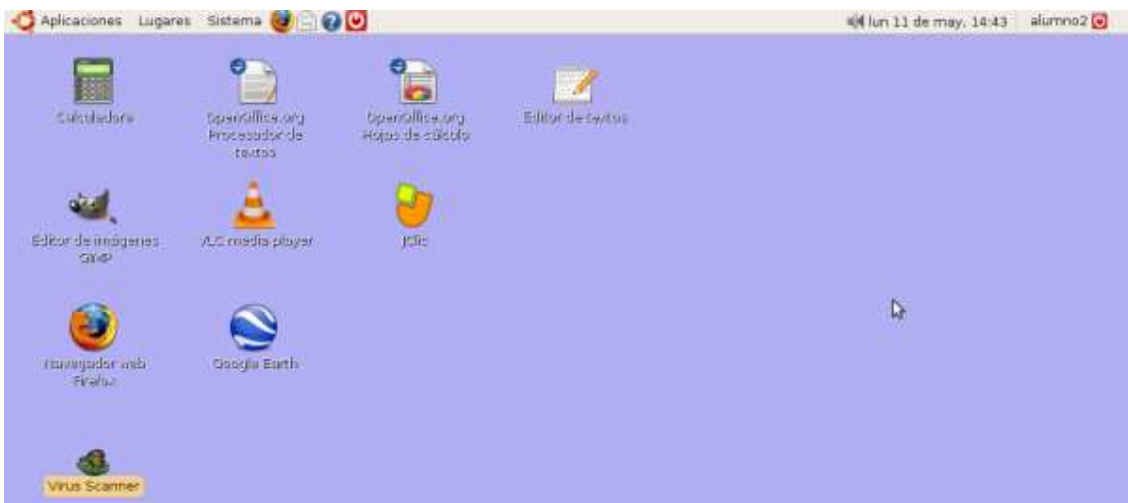 Aplicaciones Lugares Sistema
lun 11 de may, 14:43
alumno2
Calculadora
OpenOffice.org
Procesador de
textos
OpenOffice.org
Hojas de cálculo
Editor de textos
Editor de imágenes
GIMP
VLC media player
JClic
Navegador web
Firefox
Google Earth
Virus Scanner